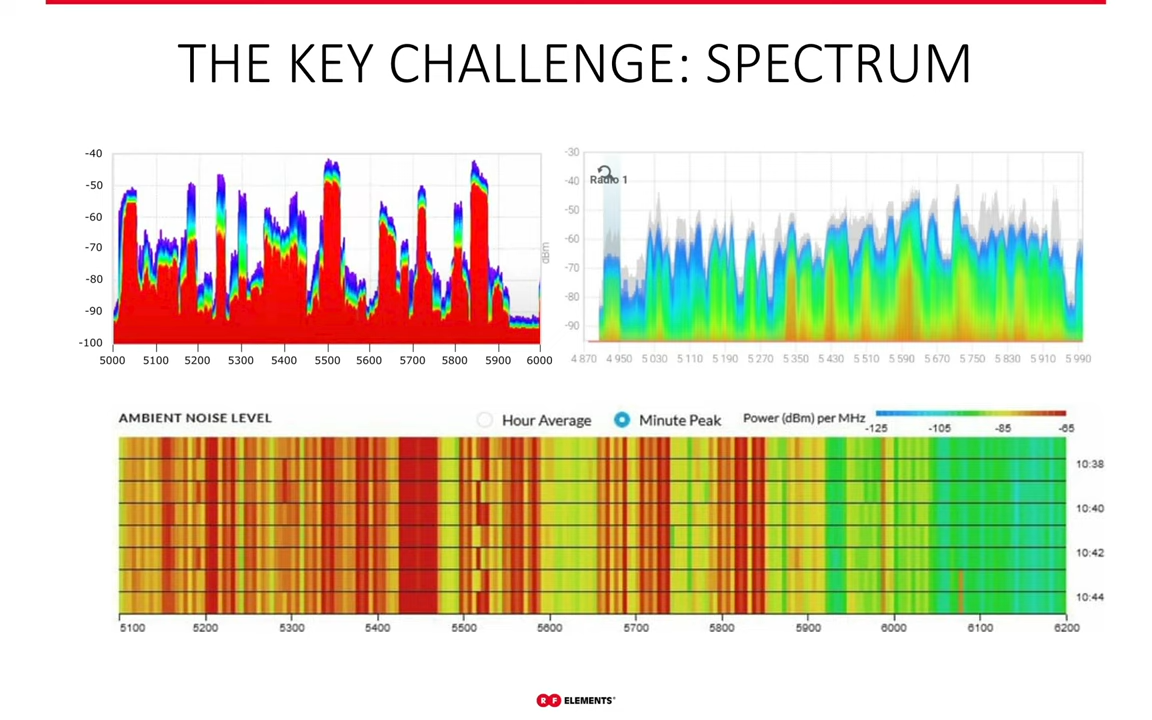 THE KEY CHALLENGE: SPECTRUM
-40
-50
-60
-70
-80
-90
-100
5000 5100 5200 5300 5400 5500 5600 5700 5800 5900 6000
-30
-40
-50
-60
-70
-80
-90
dBm
Radio 1
4 870 4 950 5 030 5 110 5 190 5 270 5 350 5 430 5 510 5 590 5 670 5 750 5 830 5 910 5 990
AMBIENT NOISE LEVEL Hour Average Minute Peak Power (dBm) per MHz
-125 -105 -85 -65
10:38
10:40
10:42
10:44
5100 5200 5300 5400 5500 5600 5700 5800 5900 6000 6100 6200
RF ELEMENTS